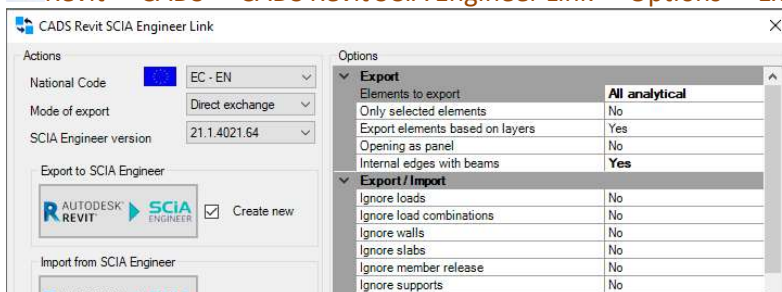 CADS Revit SCIA Engineer Link
Actions
National Code EC - EN
Mode of export Direct exchange
SCIA Engineer version 21.1.4021.64
Export to SCIA Engineer
AUTODESK REVIT SCIA ENGINEER Create new
Import from SCIA Engineer
Options
Export
Elements to export All analytical
Only selected elements No
Export elements based on layers Yes
Opening as panel No
Internal edges with beams Yes
Export / Import
Ignore loads No
Ignore load combinations No
Ignore walls No
Ignore slabs No
Ignore member release No
Ignore supports No